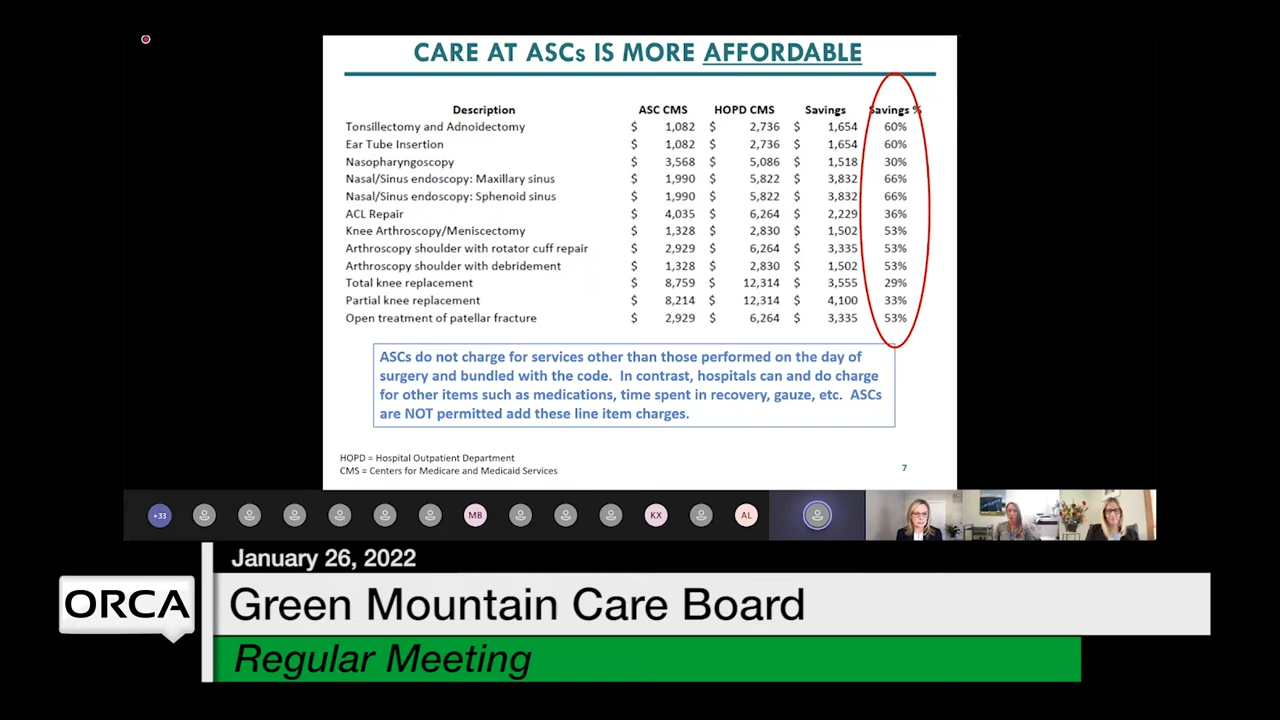 CARE AT ASCs IS MORE AFFORDABLE
Description ASC CMS HOPD CMS Savings Savings %
Tonsillectomy and Adnoidectomy $ 1,082 $ 2,736 $ 1,654 60%
Ear Tube Insertion $ 1,082 $ 2,736 $ 1,654 60%
Nasopharyngoscopy $ 3,568 $ 5,086 $ 1,518 30%
Nasal/Sinus endoscopy: Maxillary sinus $ 1,990 $ 5,822 $ 3,832 66%
Nasal/Sinus endoscopy: Sphenoid sinus $ 1,990 $ 5,822 $ 3,832 66%
ACL Repair $ 4,035 $ 6,264 $ 2,229 36%
Knee Arthroscopy/Meniscectomy $ 1,328 $ 2,830 $ 1,502 53%
Arthroscopy shoulder with rotator cuff repair $ 2,929 $ 6,264 $ 3,335 53%
Arthroscopy shoulder with debridement $ 1,328 $ 2,830 $ 1,502 53%
Total knee replacement $ 8,759 $ 12,314 $ 3,555 29%
Partial knee replacement $ 8,214 $ 12,314 $ 4,100 33%
Open treatment of patellar fracture $ 2,929 $ 6,264 $ 3,335 53%
ASCs do not charge for services other than those performed on the day of
surgery and bundled with the code. In contrast, hospitals can and do charge
for other items such as medications, time spent in recovery, gauze, etc. ASCs
are NOT permitted add these line item charges.
HOPD = Hospital Outpatient Department
CMS = Centers for Medicare and Medicaid Services
7
+33 MB KX AL
January 26, 2022
ORCA
Green Mountain Care Board
Regular Meeting